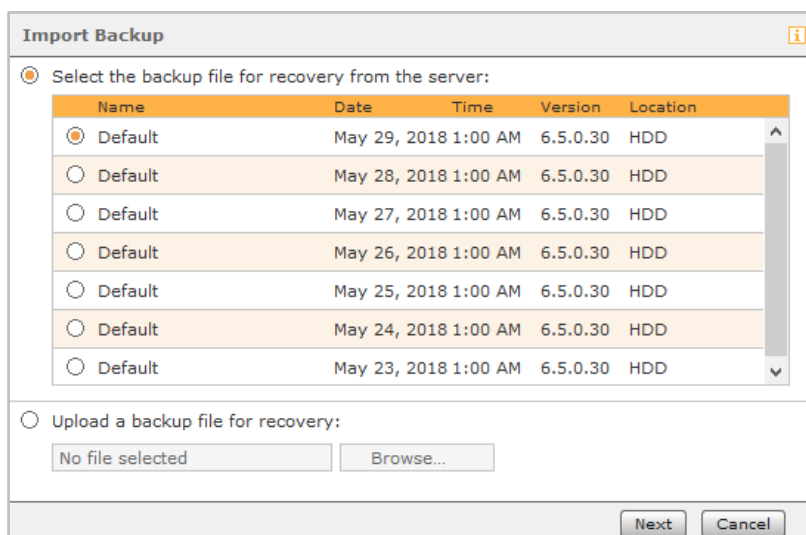 Import Backup
i
Select the backup file for recovery from the server:
Name Date Time Version Location
Default May 29, 2018 1:00 AM 6.5.0.30 HDD
Default May 28, 2018 1:00 AM 6.5.0.30 HDD
Default May 27, 2018 1:00 AM 6.5.0.30 HDD
Default May 26, 2018 1:00 AM 6.5.0.30 HDD
Default May 25, 2018 1:00 AM 6.5.0.30 HDD
Default May 24, 2018 1:00 AM 6.5.0.30 HDD
Default May 23, 2018 1:00 AM 6.5.0.30 HDD
Upload a backup file for recovery:
No file selected Browse...
Next Cancel